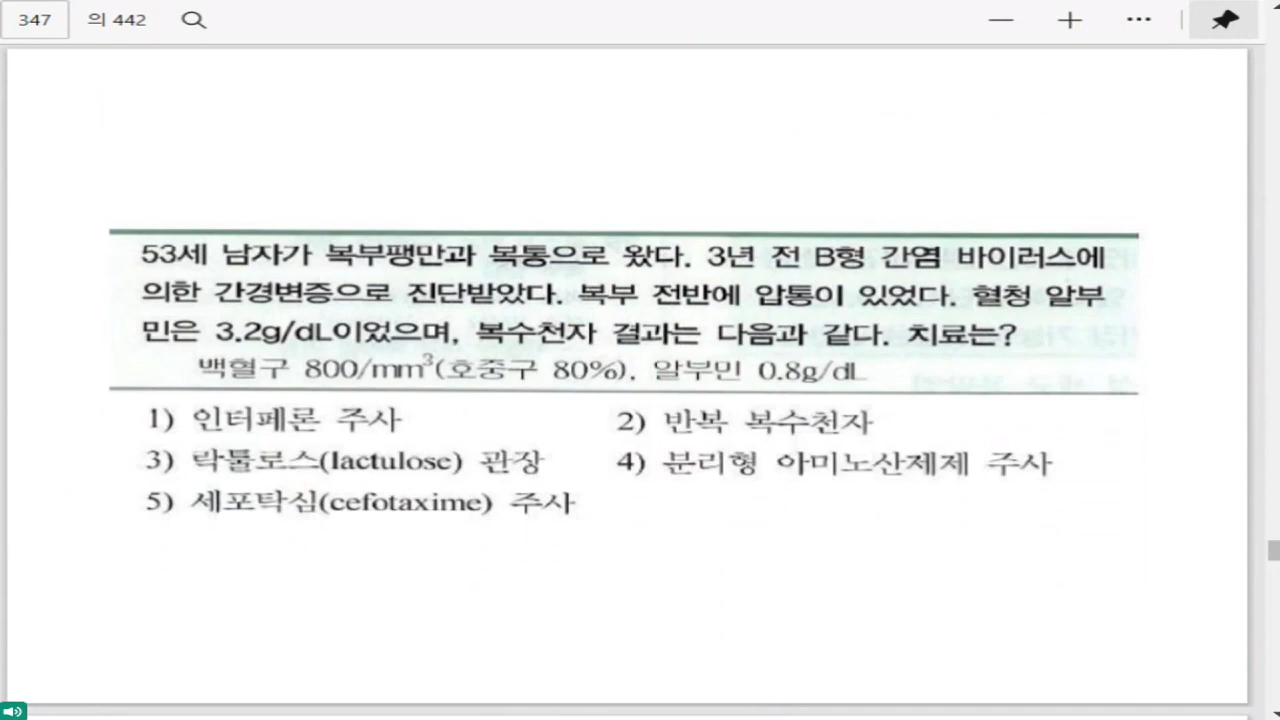 347 의 442
53세 남자가 복부팽만과 복통으로 왔다. 3년 전 B형 간염 바이러스에
의한 간경변증으로 진단받았다. 복부 전반에 압통이 있었다. 혈청 알부
민은 3.2g/dL이었으며, 복수천자 결과는 다음과 같다. 치료는?
백혈구 800/mm³(호중구 80%), 알부민 0.8g/dL
1) 인터페론 주사 2) 반복 복수천자
3) 락툴로스(lactulose) 관장 4) 분리형 아미노산제제 주사
5) 세포탁심(cefotaxime) 주사